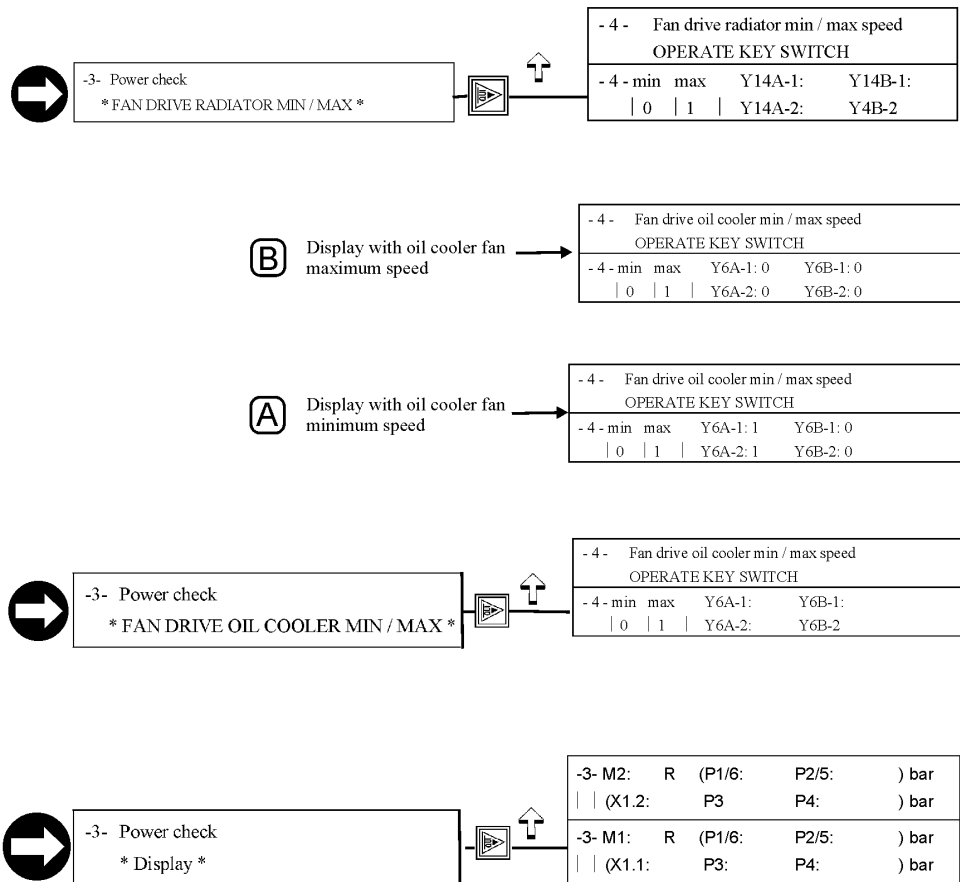 - 4 - Fan drive radiator min / max speed
OPERATE KEY SWITCH
- 4 - min max Y14A-1: Y14B-1:
| 0 | 1 | Y14A-2: Y4B-2
-3- Power check
* FAN DRIVE RADIATOR MIN / MAX *
B Display with oil cooler fan
maximum speed
- 4 - Fan drive oil cooler min / max speed
OPERATE KEY SWITCH
- 4 - min max Y6A-1: 0 Y6B-1: 0
| 0 | 1 | Y6A-2: 0 Y6B-2: 0
A Display with oil cooler fan
minimum speed
- 4 - Fan drive oil cooler min / max speed
OPERATE KEY SWITCH
- 4 - min max Y6A-1: 1 Y6B-1: 0
| 0 | 1 | Y6A-2: 1 Y6B-2: 0
-3- Power check
* FAN DRIVE OIL COOLER MIN / MAX *
- 4 - Fan drive oil cooler min / max speed
OPERATE KEY SWITCH
- 4 - min max Y6A-1: Y6B-1:
| 0 | 1 | Y6A-2: Y6B-2
-3- Power check
* Display *
-3- M2: R (P1/6: P2/5: ) bar
| | (X1.2: P3 P4: ) bar
-3- M1: R (P1/6: P2/5: ) bar
| | (X1.1: P3: P4: ) bar